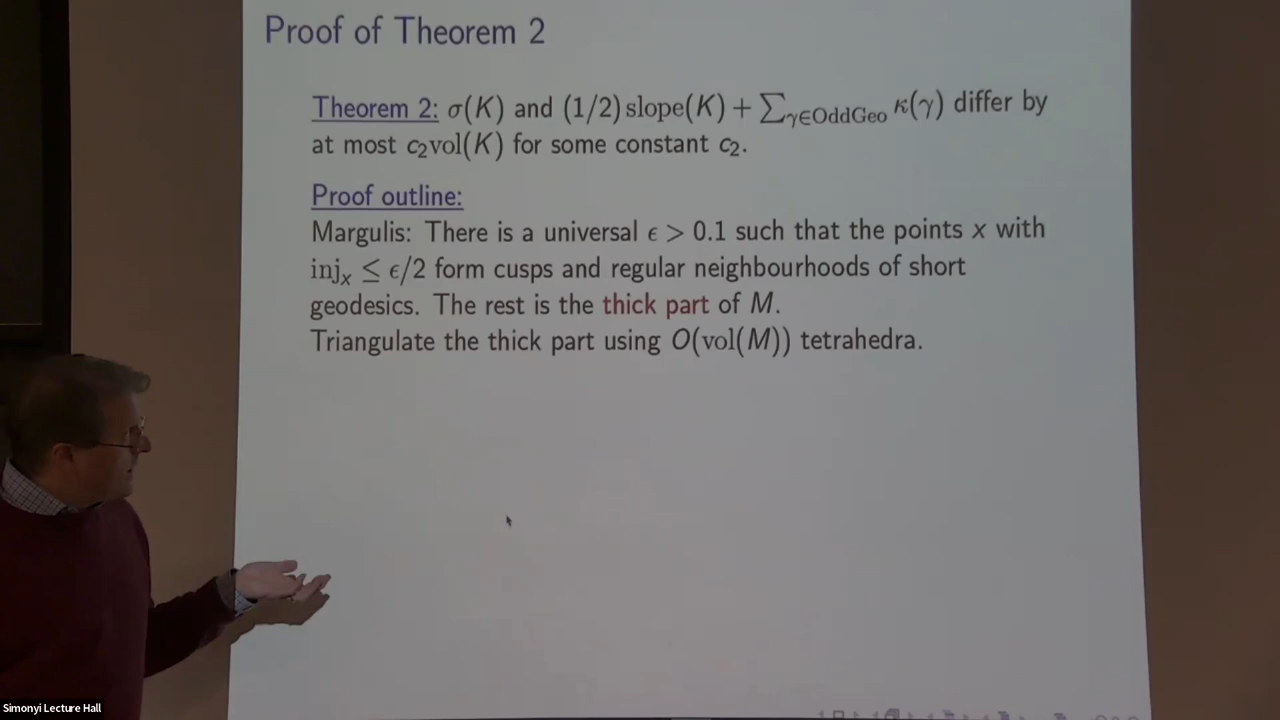 Proof of Theorem 2
Theorem 2: σ(K) and (1/2) slope(K) + ∑γ∈OddGeo κ(γ) differ by
at most c₂vol(K) for some constant c₂.
Proof outline:
Margulis: There is a universal ϵ > 0.1 such that the points x with
injₓ ≤ ϵ/2 form cusps and regular neighbourhoods of short
geodesics. The rest is the thick part of M.
Triangulate the thick part using O(vol(M)) tetrahedra.
Simonyi Lecture Hall